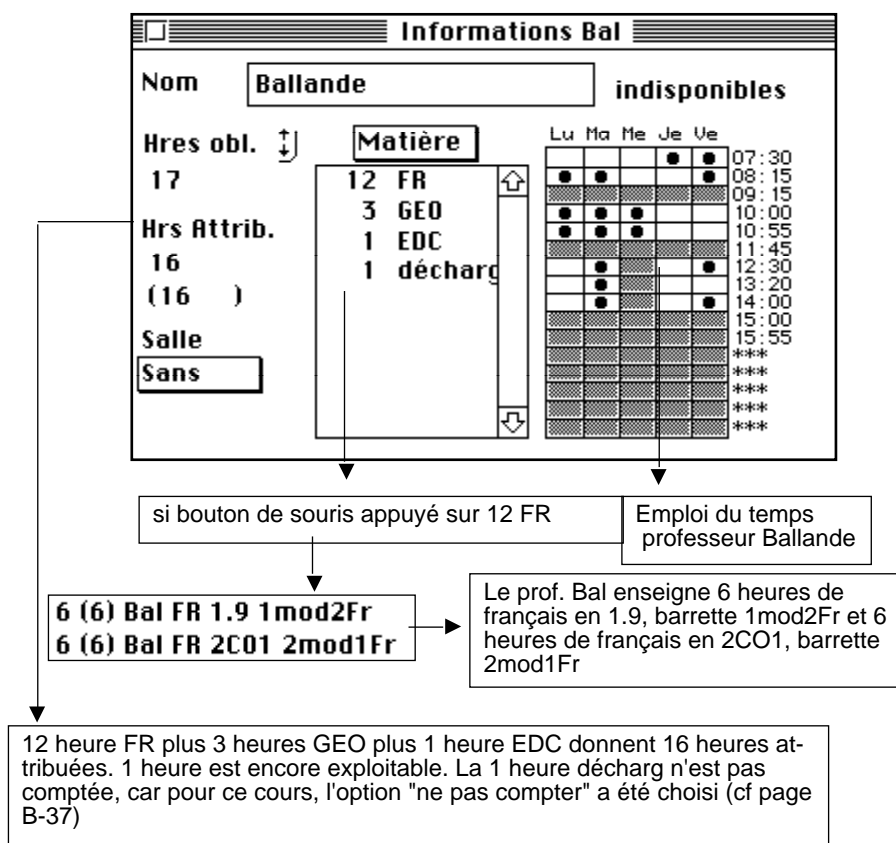 Informations Bal
Nom Ballande indisponibles
Hres obl.
17
Hrs Attrib.
16
(16 )
Salle
Sans
Matière
12 FR
3 GEO
1 EDC
1 décharg
Lu Ma Me Je Ve
07:30
08:15
09:15
10:00
10:55
11:45
12:30
13:20
14:00
15:00
15:55
***
***
***
***
***
si bouton de souris appuyé sur 12 FR
Emploi du temps
professeur Ballande
6 (6) Bal FR 1.9 1mod2Fr
6 (6) Bal FR 2CO1 2mod1Fr
Le prof. Bal enseigne 6 heures de
français en 1.9, barrette 1mod2Fr et 6
heures de français en 2CO1, barrette
2mod1Fr
12 heure FR plus 3 heures GEO plus 1 heure EDC donnent 16 heures at-
tribuées. 1 heure est encore exploitable. La 1 heure décharg n'est pas
comptée, car pour ce cours, l'option "ne pas compter" a été choisi (cf page
B-37)